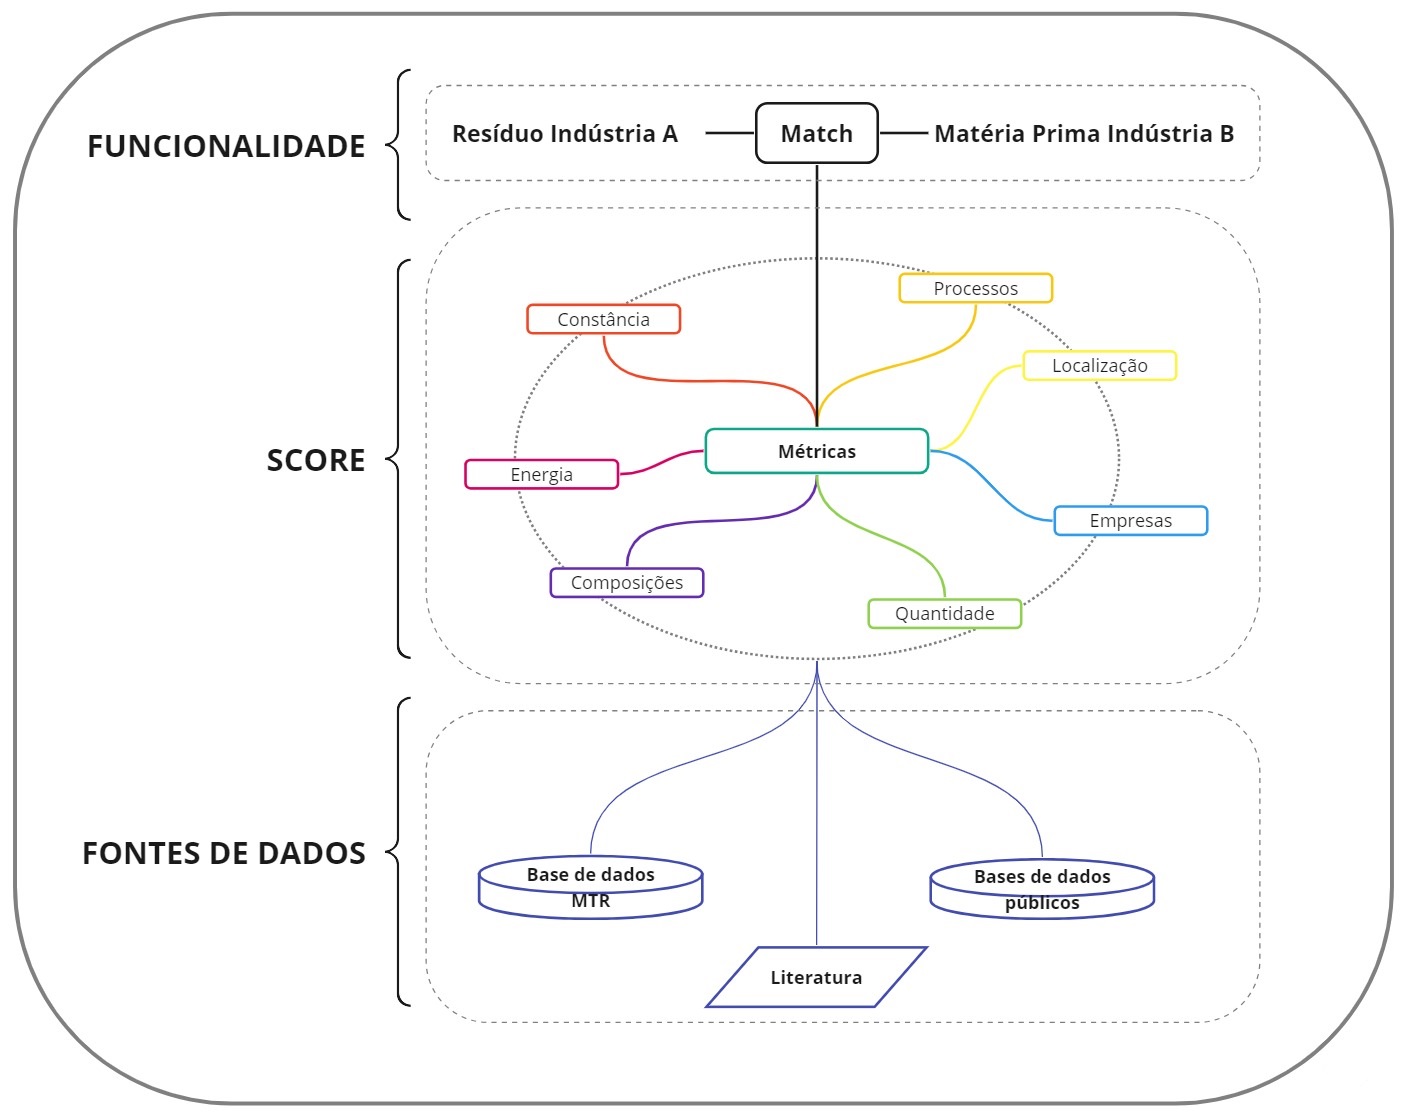 FUNCIONALIDADE
Resíduo Indústria A
Match
Matéria Prima Indústria B
SCORE
Processos
Constância
Localização
Métricas
Energia
Empresas
Composições
Quantidade
FONTES DE DADOS
Base de dados
MTR
Bases de dados
públicos
Literatura